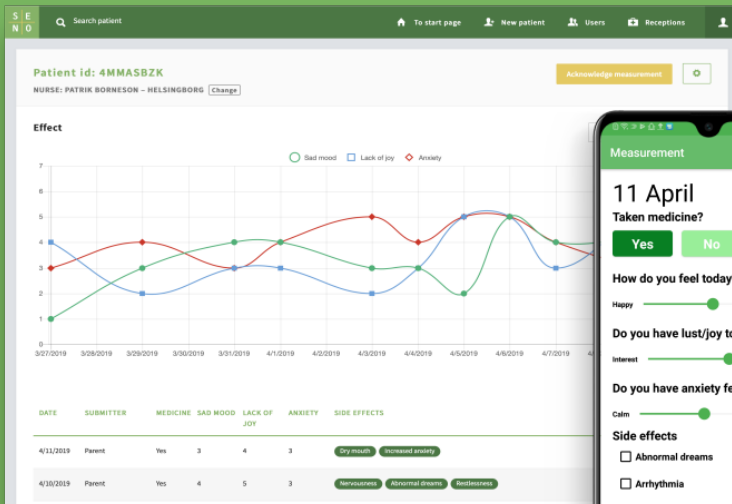 S E
N O
Search patient
To start page
New patient
Users
Receptions
Patient id: 4MMASBZK
NURSE: PATRIK BORNESON – HELSINGBORG Change
Acknowledge measurement
Effect
Sad mood Lack of joy Anxiety
7
6
5
4
3
2
1
0
3/27/2019 3/28/2019 3/29/2019 3/30/2019 3/31/2019 4/1/2019 4/2/2019 4/3/2019 4/4/2019 4/5/2019 4/6/2019 4/7/2019
DATE SUBMITTER MEDICINE SAD MOOD LACK OF JOY ANXIETY SIDE EFFECTS
4/11/2019 Parent Yes 3 4 3 Dry mouth Increased anxiety
4/10/2019 Parent Yes 4 5 3 Nervousness Abnormal dreams Restlessness
Measurement
11 April
Taken medicine?
Yes No
How do you feel today
Happy
Do you have lust/joy to
Interest
Do you have anxiety fe
Calm
Side effects
Abnormal dreams
Arrhythmia